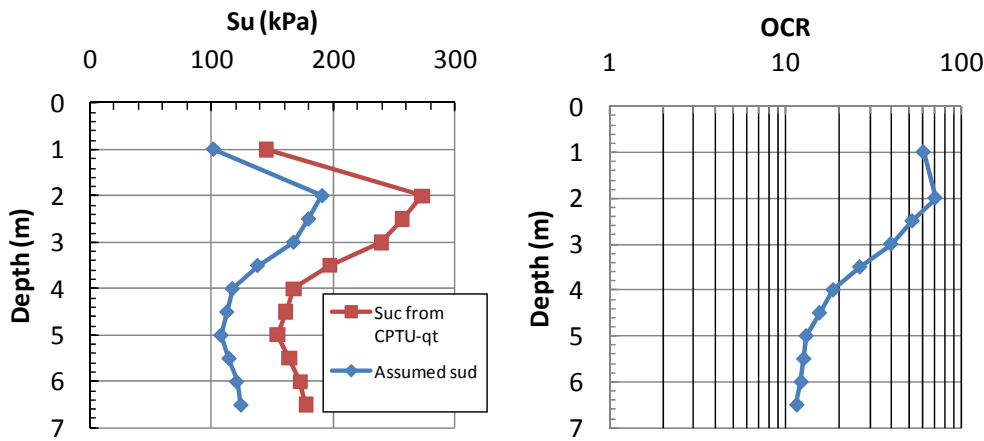 Su (kPa)
0 100 200 300
Depth (m)
0
1
2
3
4
5
6
7
Suc from
CPTU-qt
Assumed sud
OCR
1 10 100
Depth (m)
0
1
2
3
4
5
6
7